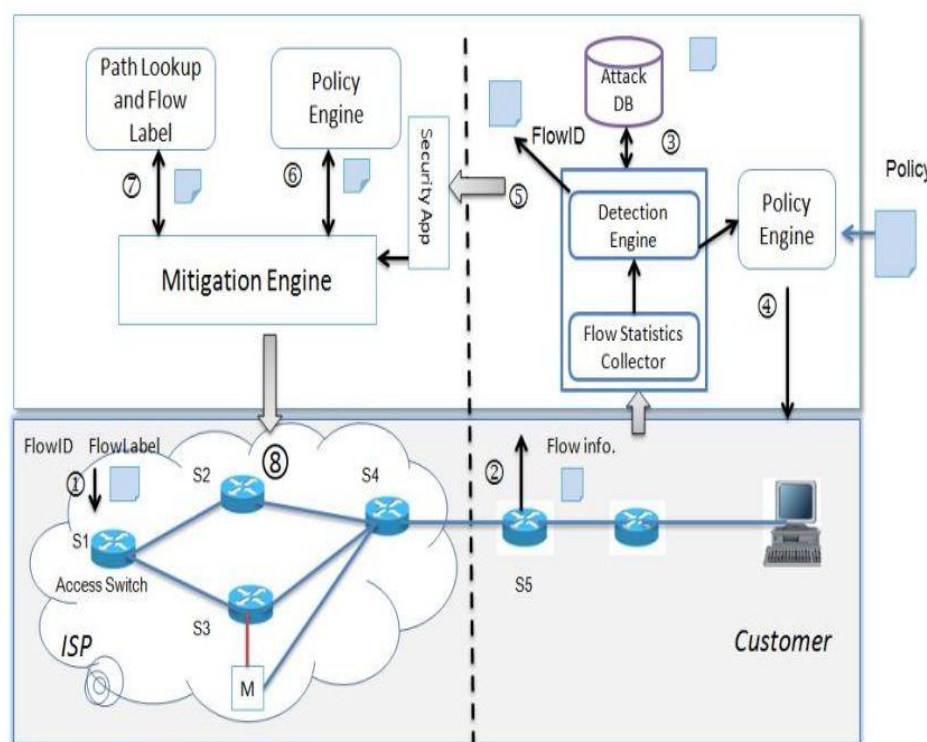 Path Lookup
and Flow
Label
Policy
Engine
Security App
⑦
⑥
Mitigation Engine
Attack
DB
FlowID
③
⑤
Detection
Engine
Policy
Engine
Policy
④
Flow Statistics
Collector
FlowID FlowLabel
①
S2
⑧
S4
S1
Access Switch
S3
M
ISP
②
Flow info.
S5
Customer